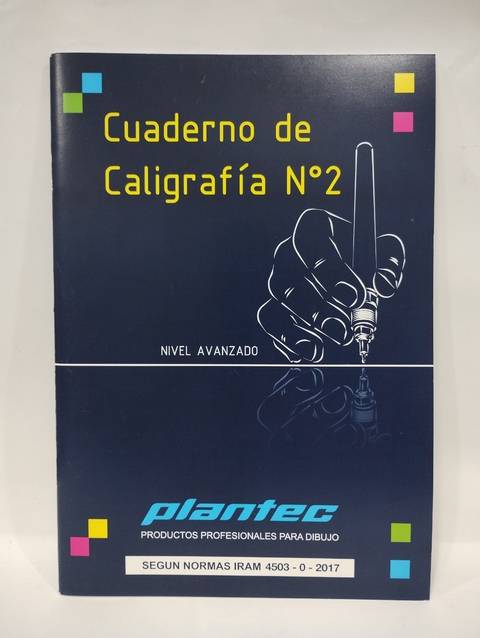 Cuaderno de
Caligrafía N°2
NIVEL AVANZADO
plantec
PRODUCTOS PROFESIONALES PARA DIBUJO
SEGUN NORMAS IRAM 4503 - 0 - 2017